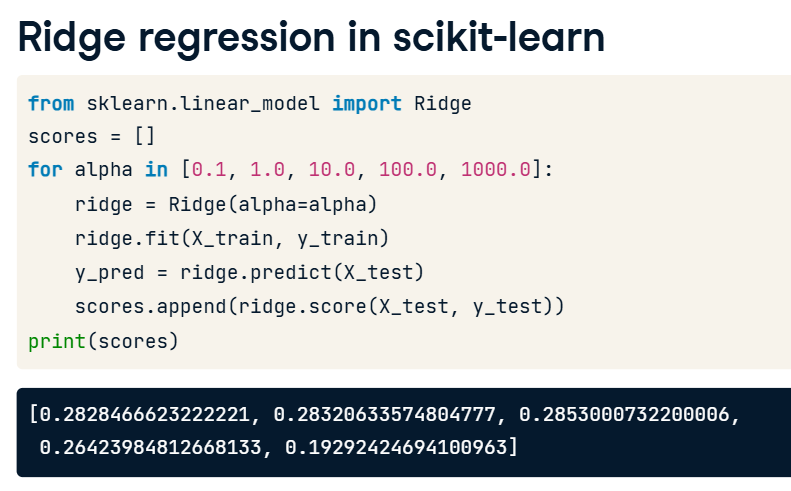 Ridge regression in scikit-learn
from sklearn.linear_model import Ridge
scores = []
for alpha in [0.1, 1.0, 10.0, 100.0, 1000.0]:
    ridge = Ridge(alpha=alpha)
    ridge.fit(X_train, y_train)
    y_pred = ridge.predict(X_test)
    scores.append(ridge.score(X_test, y_test))
print(scores)
[0.2828466623222221, 0.28320633574804777, 0.2853000732200006,
 0.26423984812668133, 0.19292424694100963]